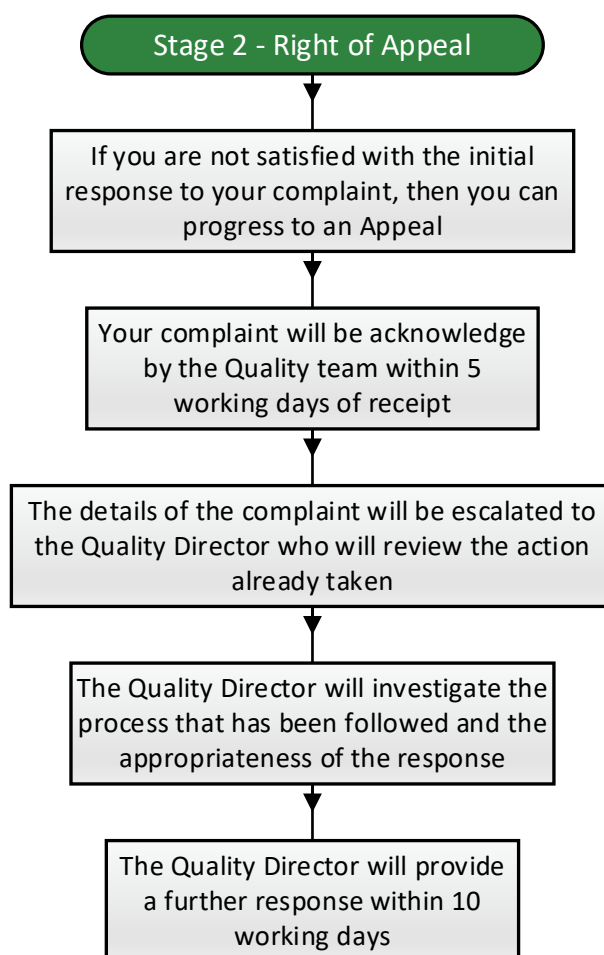 Stage 2 - Right of Appeal
If you are not satisfied with the initial
response to your complaint, then you can
progress to an Appeal
Your complaint will be acknowledge
by the Quality team within 5
working days of receipt
The details of the complaint will be escalated to
the Quality Director who will review the action
already taken
The Quality Director will investigate the
process that has been followed and the
appropriateness of the response
The Quality Director will provide
a further response within 10
working days